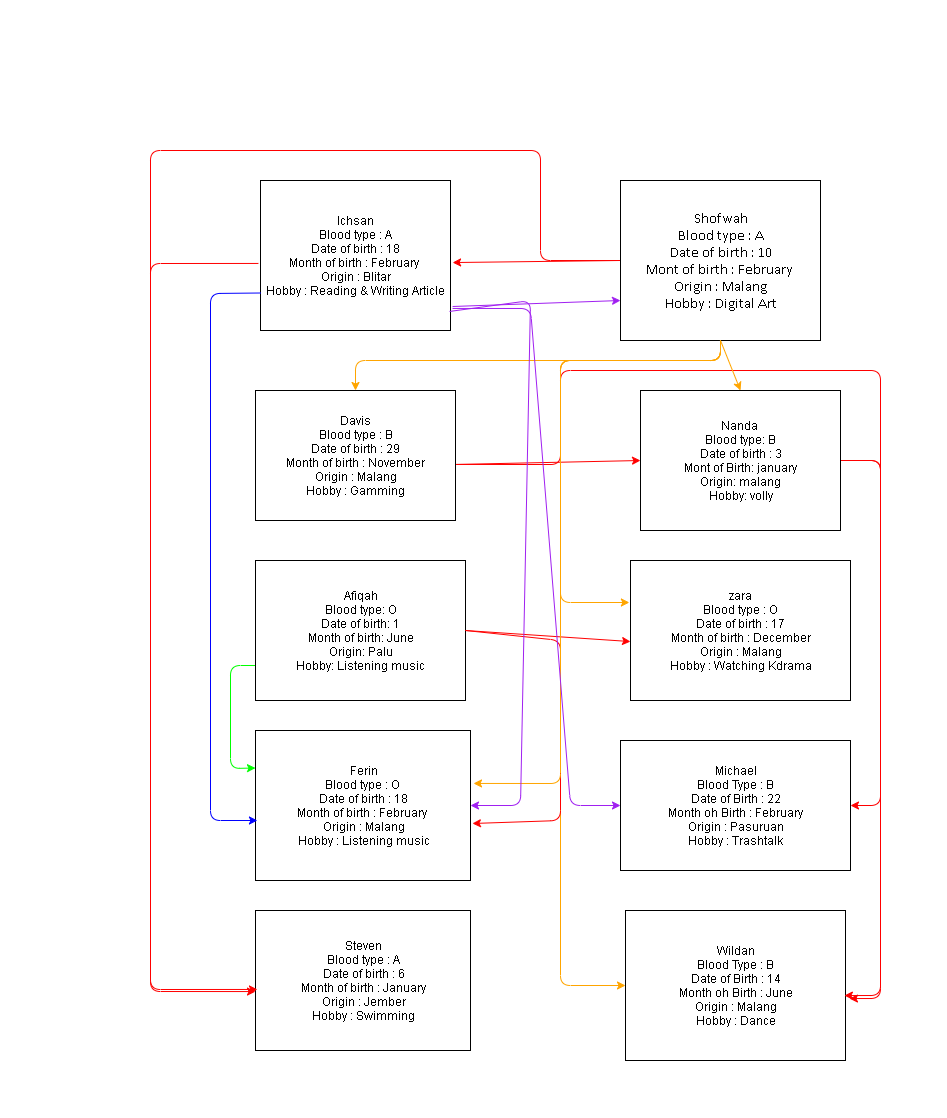 Ichsan
Blood type : A
Date of birth : 18
Month of birth : February
Origin : Blitar
Hobby : Reading & Writing Article
Shofwah
Blood type : A
Date of birth : 10
Mont of birth : February
Origin : Malang
Hobby : Digital Art
Davis
Blood type : B
Date of birth : 29
Month of birth : November
Origin : Malang
Hobby : Gamming
Nanda
Blood type: B
Date of birth : 3
Mont of Birth: january
Origin: malang
Hobby: volly
Afiqah
Blood type: O
Date of birth: 1
Month of birth: June
Origin: Palu
Hobby: Listening music
zara
Blood type : O
Date of birth : 17
Month of birth : December
Origin : Malang
Hobby : Watching Kdrama
Ferin
Blood type : O
Date of birth : 18
Month of birth : February
Origin : Malang
Hobby : Listening music
Michael
Blood Type : B
Date of Birth : 22
Month oh Birth : February
Origin : Pasuruan
Hobby : Trashtalk
Steven
Blood type : A
Date of birth : 6
Month of birth : January
Origin : Jember
Hobby : Swimming
Wildan
Blood Type : B
Date of Birth : 14
Month oh Birth : June
Origin : Malang
Hobby : Dance